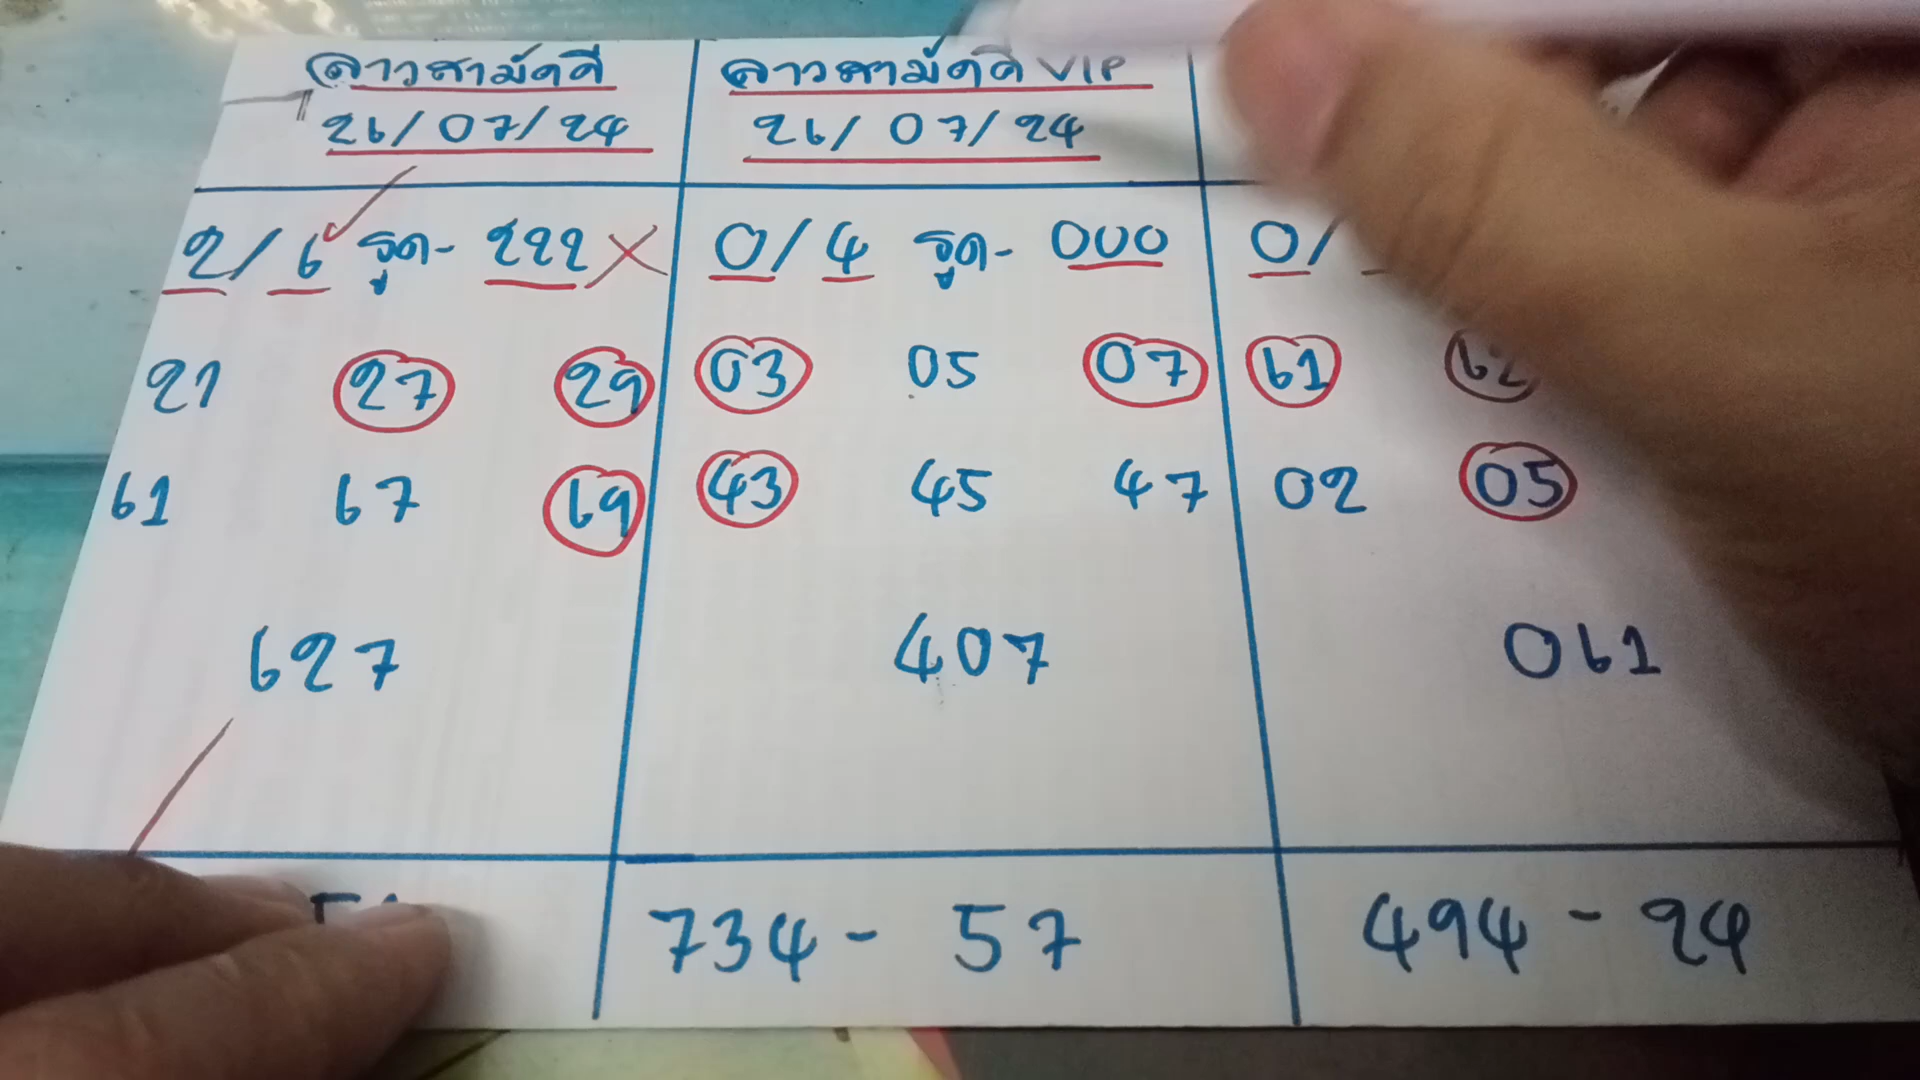 ลาวสามัคคี
26/07/24
2/6 รูด- 222
21 27 29
61 67 69
627
ลาวสามัคคี VIP
26/07/24
0/4 รูด- 000
03 05 07
43 45 47
407
734 - 57
0/
61 62
02 05
061
494 - 24